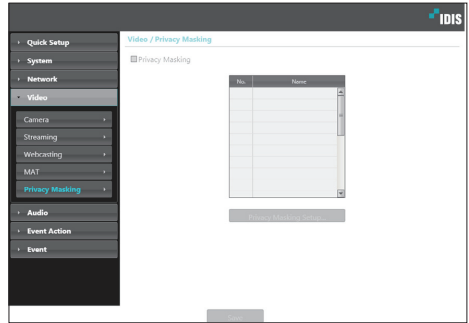 IDIS
Quick Setup
System
Network
Video
Camera
Streaming
Webcasting
MAT
Privacy Masking
Audio
Event Action
Event
Video / Privacy Masking
Privacy Masking
No. Name
Privacy Masking Setup...
Save